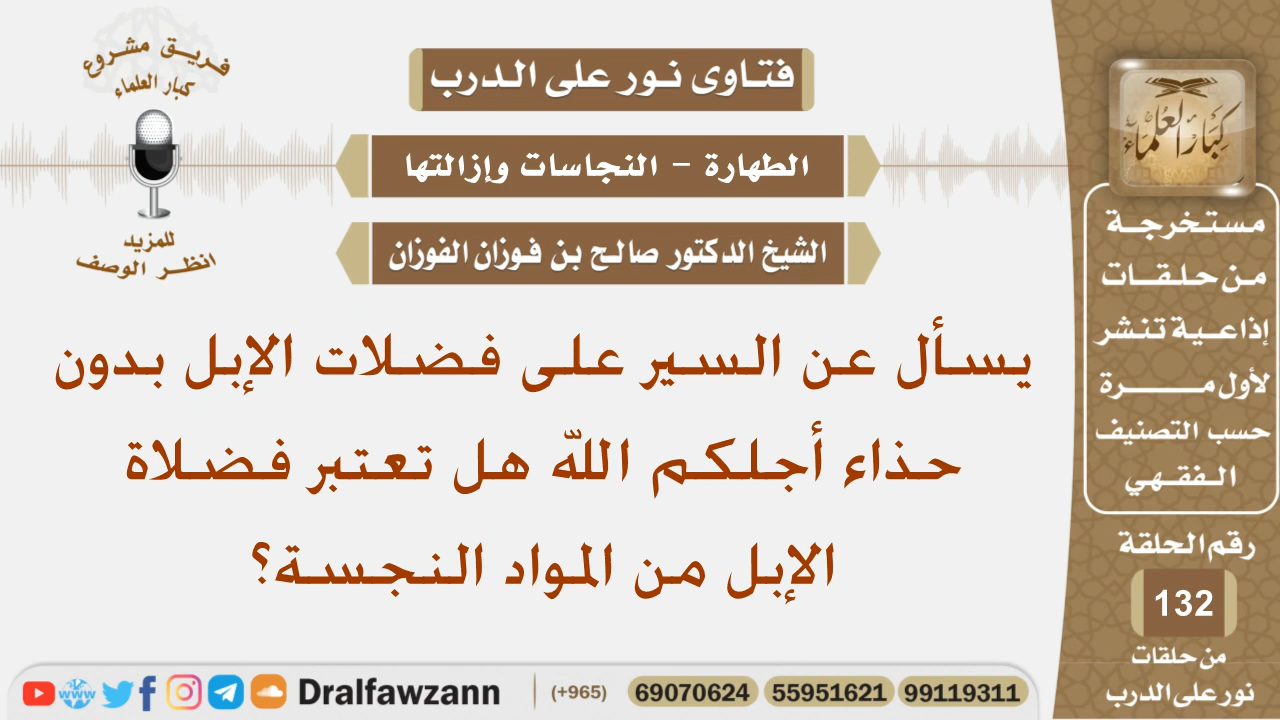 فريق مشروع
كبار العلماء
للمزيد
انظر الوصف
فتاوى نور على الدرب
الطهارة - النجاسات وإزالتها
الشيخ الدكتور صالح بن فوزان الفوزان
يسأل عن السير على فضلات الإبل بدون
حذاء أجلكم الله هل تعتبر فضلاة
الإبل من المواد النجسة؟
كبار العلماء
مستخرجة
من حلقات
إذاعية تنشر
لأول مرة
حسب التصنيف
الفقهي
رقم الحلقة
132
من حلقات
نور على الدرب
www
Dralfawzann
(+965)
69070624
55951621
99119311